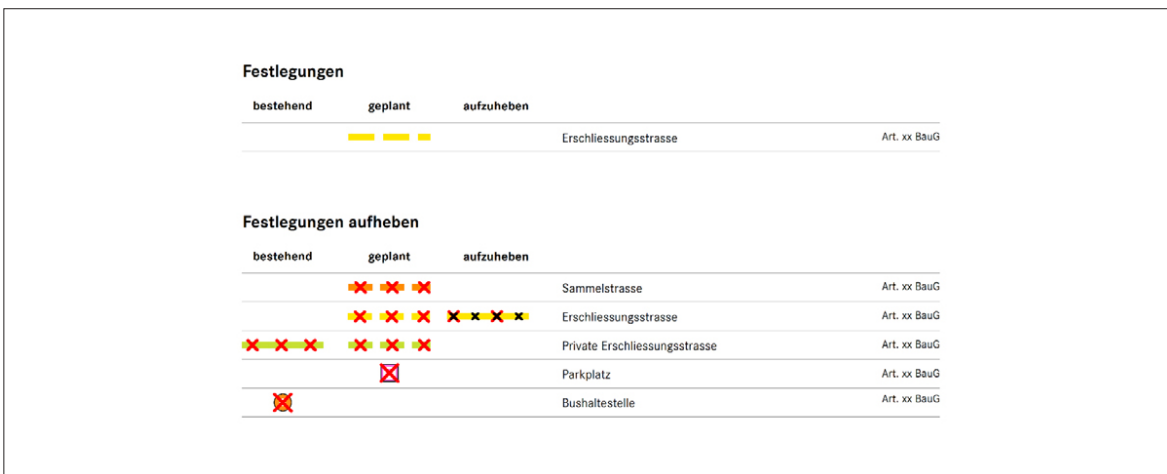 Festlegungen
bestehend geplant aufzuheben
Erschliessungsstrasse Art. xx BauG
Festlegungen aufheben
bestehend geplant aufzuheben
Sammelstrasse Art. xx BauG
Erschliessungsstrasse Art. xx BauG
Private Erschliessungsstrasse Art. xx BauG
Parkplatz Art. xx BauG
Bushaltestelle Art. xx BauG